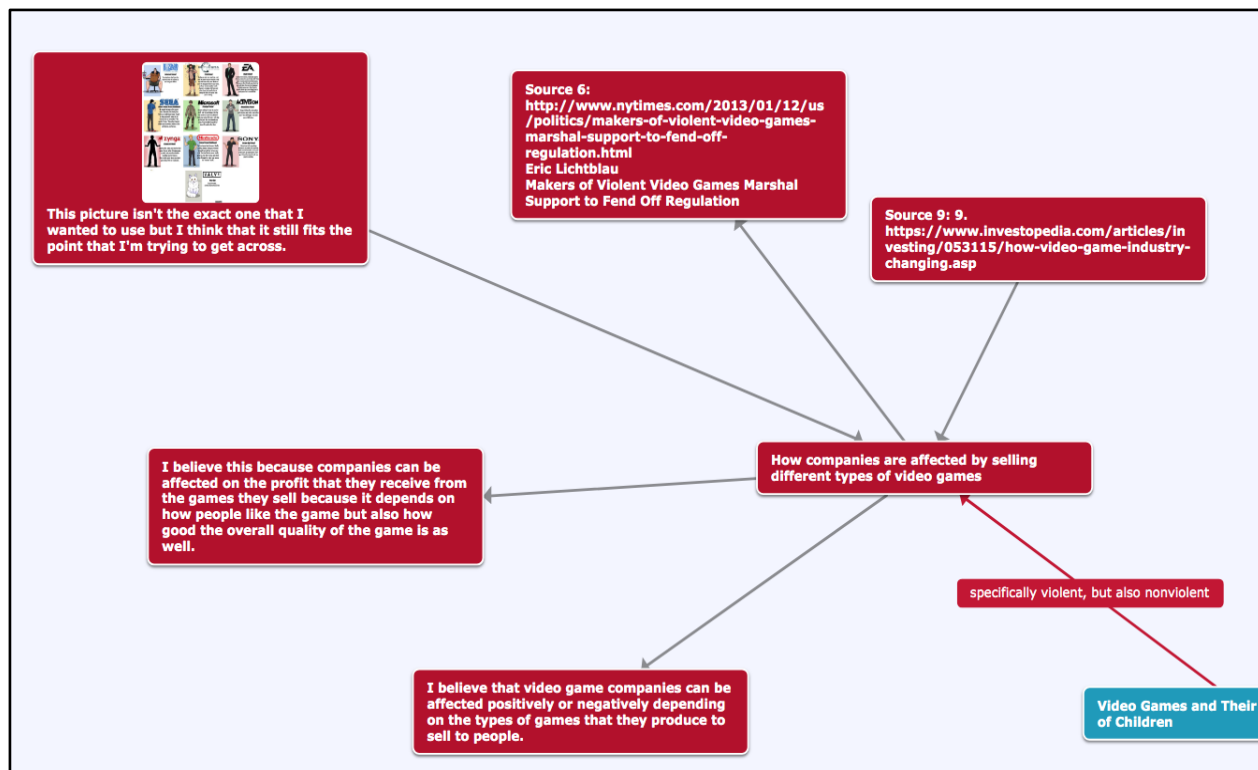 SEGA
Microsoft
ACTIVISION
zynga
Nintendo
SONY
This picture isn't the exact one that I
wanted to use but I think that it still fits the
point that I'm trying to get across.
Source 6:
http://www.nytimes.com/2013/01/12/us
/politics/makers-of-violent-video-games-
marshal-support-to-fend-off-
regulation.html
Eric Lichtblau
Makers of Violent Video Games Marshal
Support to Fend Off Regulation
Source 9: 9.
https://www.investopedia.com/articles/in
vesting/053115/how-video-game-industry-
changing.asp
How companies are affected by selling
different types of video games
I believe this because companies can be
affected on the profit that they receive from
the games they sell because it depends on
how people like the game but also how
good the overall quality of the game is as
well.
specifically violent, but also nonviolent
I believe that video game companies can be
affected positively or negatively depending
on the types of games that they produce to
sell to people.
Video Games and Their
of Children